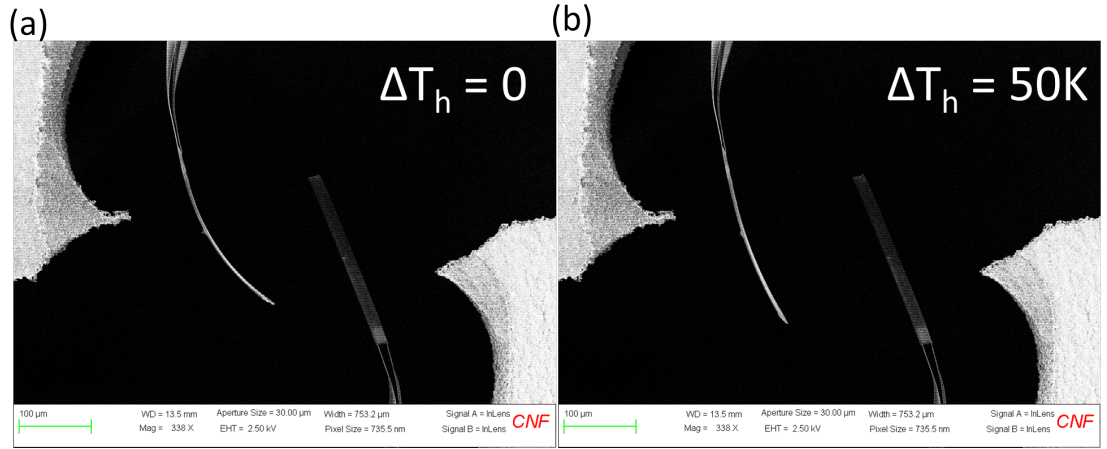 (a)
ΔTh = 0
100 µm
WD = 13.5 mm
Mag = 338 X
Aperture Size = 30.00 µm
EHT = 2.50 kV
Width = 753.2 µm
Pixel Size = 735.5 nm
Signal A = InLens
Signal B = InLens
CNF
(b)
ΔTh = 50K
100 µm
WD = 13.5 mm
Mag = 338 X
Aperture Size = 30.00 µm
EHT = 2.50 kV
Width = 753.2 µm
Pixel Size = 735.5 nm
Signal A = InLens
Signal B = InLens
CNF